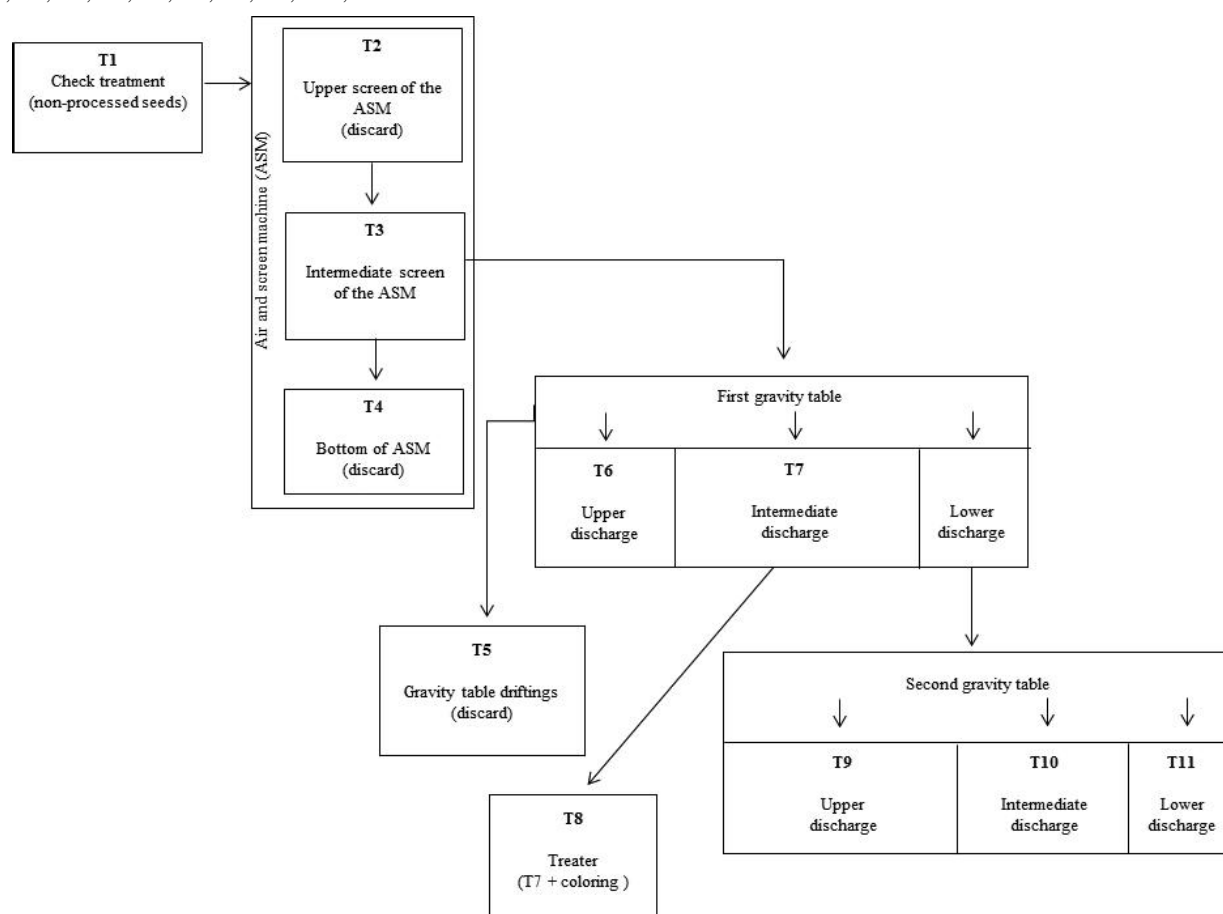 T1
Check treatment
(non-processed seeds)
Air and screen machine (ASM)
T2
Upper screen of the
ASM
(discard)
T3
Intermediate screen
of the ASM
T4
Bottom of ASM
(discard)
First gravity table
T6
Upper
discharge
T7
Intermediate
discharge
Lower
discharge
T5
Gravity table driftings
(discard)
Second gravity table
T9
Upper
discharge
T10
Intermediate
discharge
T11
Lower
discharge
T8
Treater
(T7 + coloring )